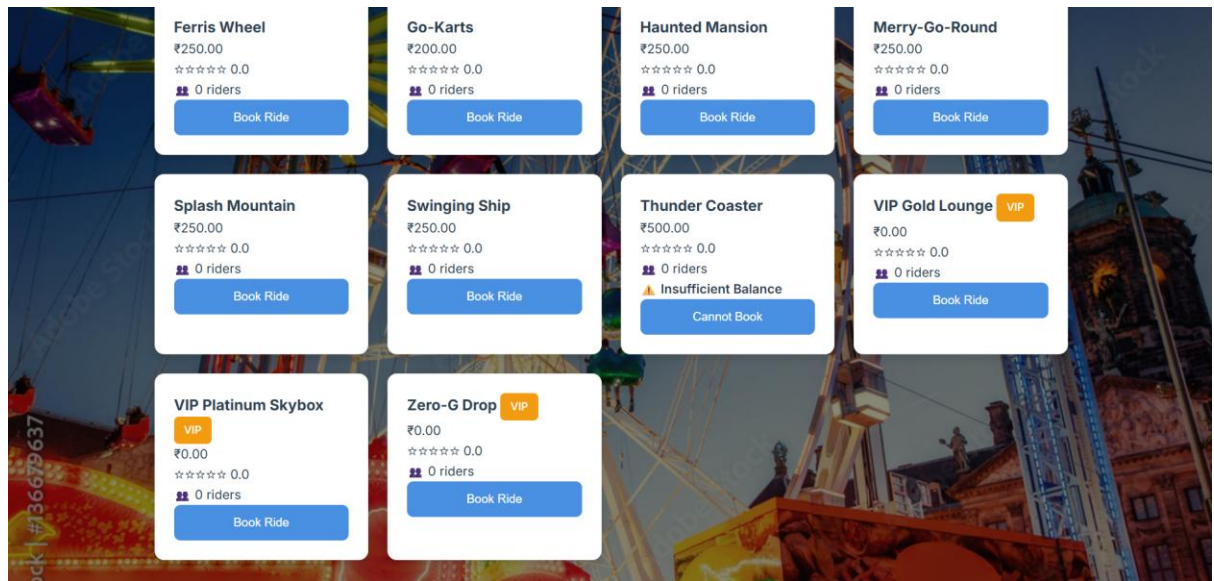 Ferris Wheel
₹250.00
☆☆☆☆☆ 0.0
0 riders
Book Ride
Go-Karts
₹200.00
☆☆☆☆☆ 0.0
0 riders
Book Ride
Haunted Mansion
₹250.00
☆☆☆☆☆ 0.0
0 riders
Book Ride
Merry-Go-Round
₹250.00
☆☆☆☆☆ 0.0
0 riders
Book Ride
Splash Mountain
₹250.00
☆☆☆☆☆ 0.0
0 riders
Book Ride
Swinging Ship
₹250.00
☆☆☆☆☆ 0.0
0 riders
Book Ride
Thunder Coaster
₹500.00
☆☆☆☆☆ 0.0
0 riders
⚠ Insufficient Balance
Cannot Book
VIP Gold Lounge VIP
₹0.00
☆☆☆☆☆ 0.0
0 riders
Book Ride
VIP Platinum Skybox
VIP
₹0.00
☆☆☆☆☆ 0.0
0 riders
Book Ride
Zero-G Drop VIP
₹0.00
☆☆☆☆☆ 0.0
0 riders
Book Ride
ock | #136679637